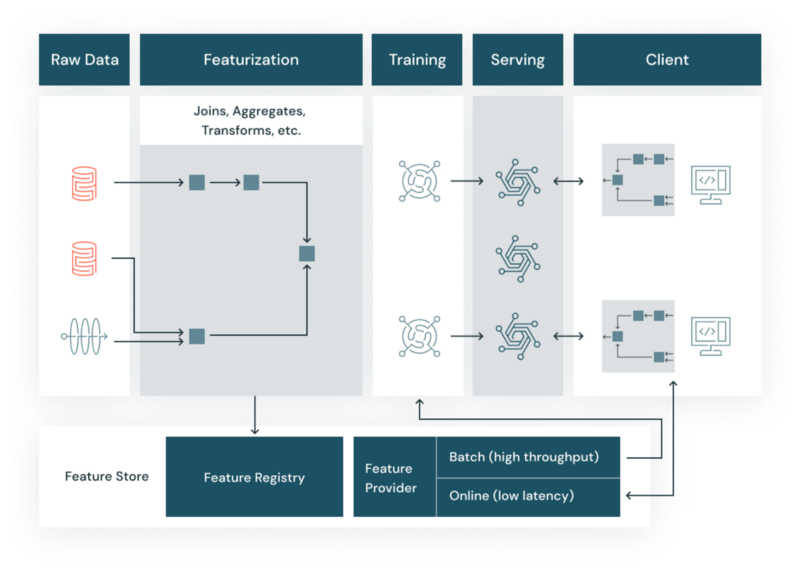 Raw Data
Featurization
Training
Serving
Client
Joins, Aggregates,
Transforms, etc.
</>
</>
Feature Store
Feature Registry
Feature
Provider
Batch (high throughput)
Online (low latency)